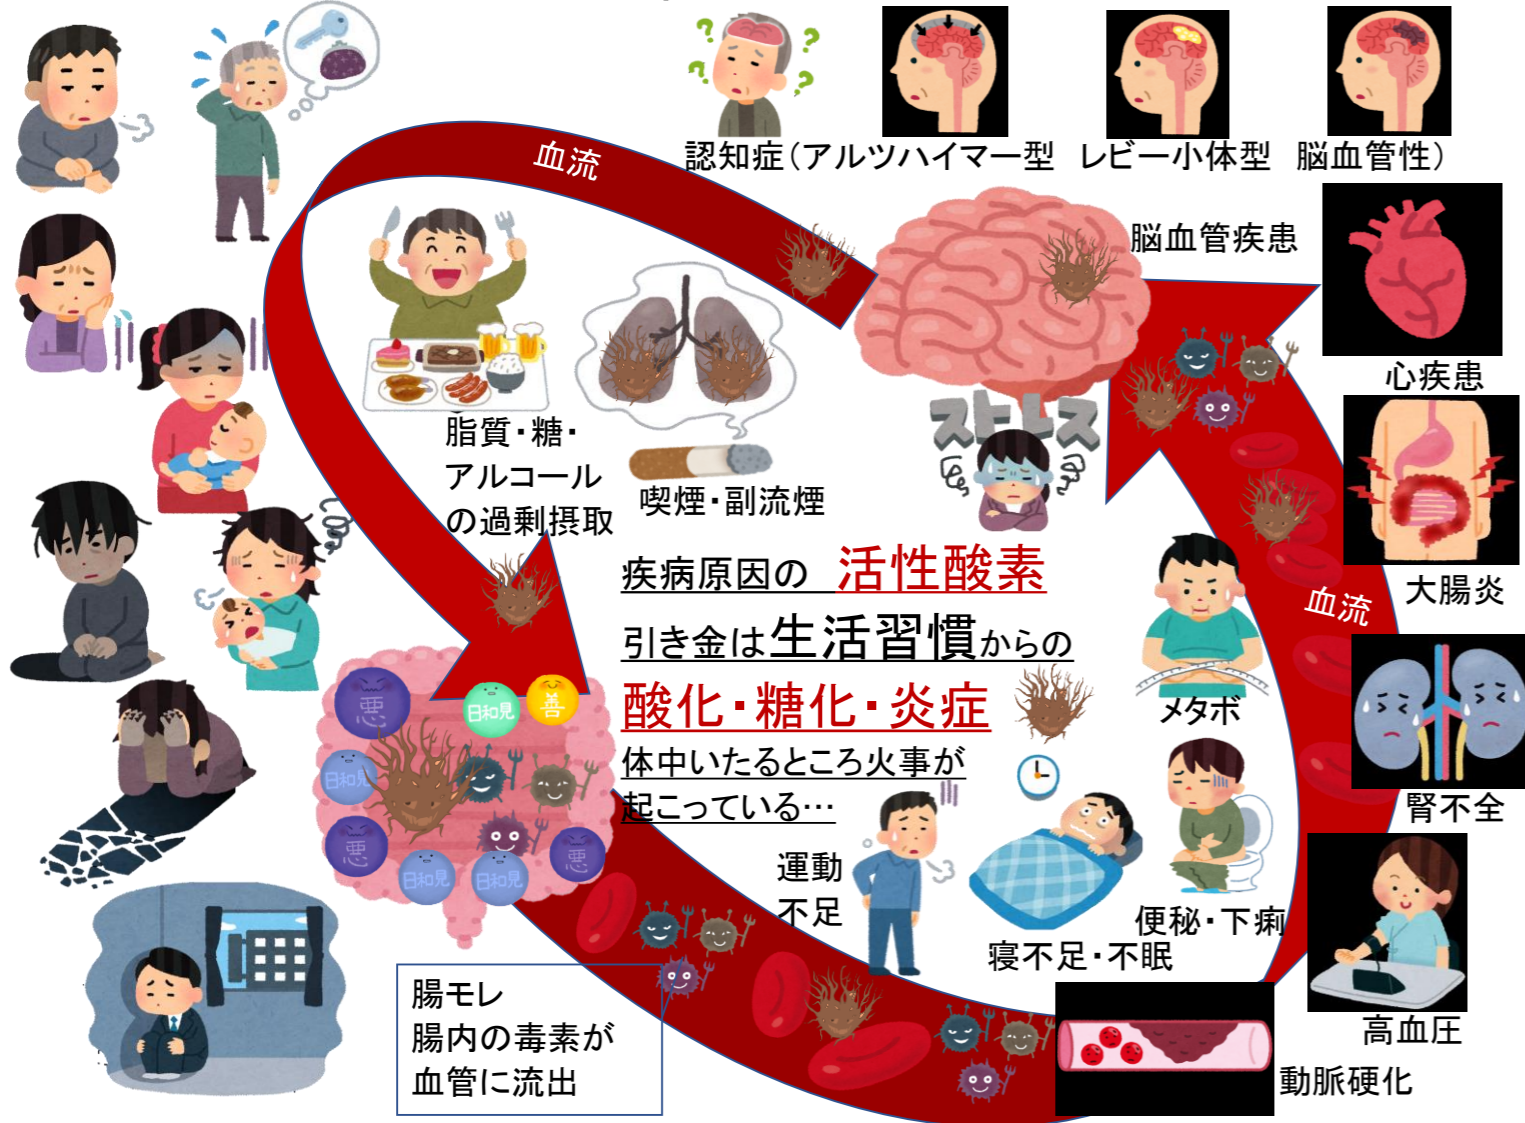 認知症（アルツハイマー型　レビー小体型　脳血管性）
血流
脳血管疾患
心疾患
脂質・糖・
アルコール
の過剰摂取
喫煙・副流煙
ストレス
大腸炎
疾病原因の　活性酸素
引き金は生活習慣からの
酸化・糖化・炎症
体中いたるところ火事が
起こっている…
血流
メタボ
腎不全
悪
日和見
善
日和見
悪
日和見
日和見
悪
運動
不足
寝不足・不眠
便秘・下痢
高血圧
動脈硬化
腸モレ
腸内の毒素が
血管に流出